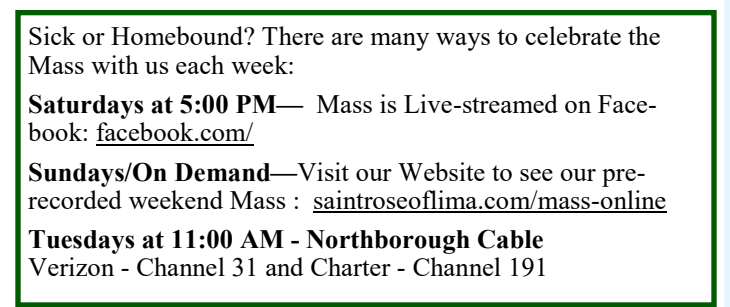 Sick or Homebound? There are many ways to celebrate the
Mass with us each week:
Saturdays at 5:00 PM— Mass is Live-streamed on Face-
book: facebook.com/
Sundays/On Demand—Visit our Website to see our pre-
recorded weekend Mass : saintroseoflima.com/mass-online
Tuesdays at 11:00 AM - Northborough Cable
Verizon - Channel 31 and Charter - Channel 191